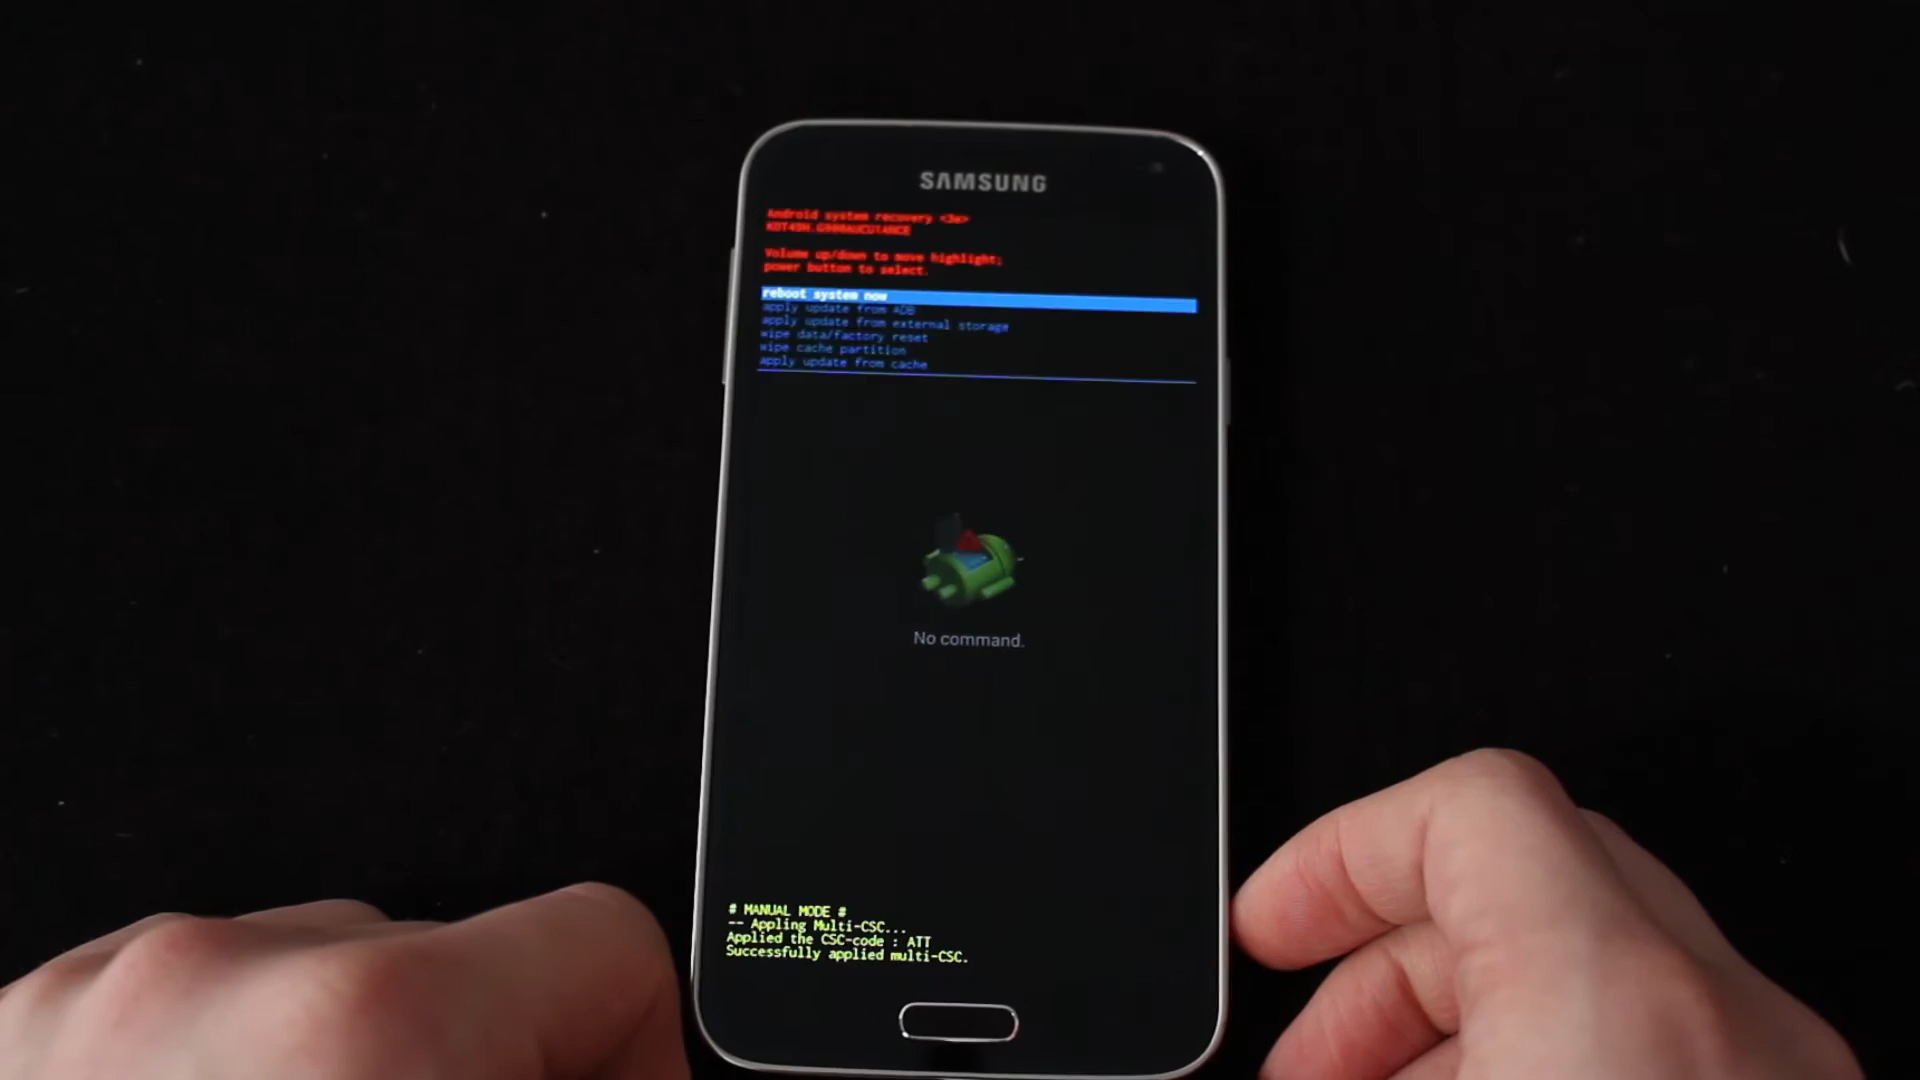 SAMSUNG
Android system recovery <3e>
KOT49H.G900AUCU1ANCE
Volume up/down to move highlight;
power button to select.
reboot system now
apply update from ADB
apply update from external storage
wipe data/factory reset
wipe cache partition
apply update from cache
No command.
# MANUAL MODE #
-- Appling Multi-CSC...
Applied the CSC-code : ATT
Successfully applied multi-CSC.